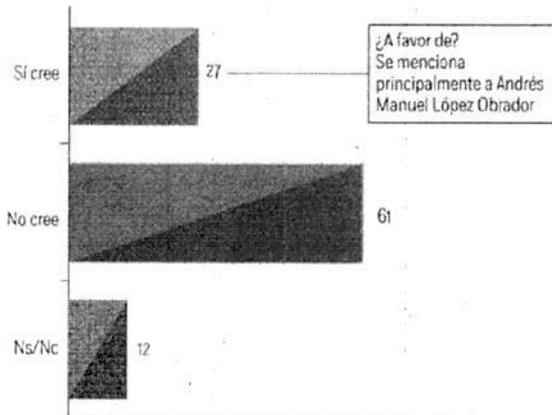 Sí cree
27
¿A favor de?
Se menciona
principalmente a Andrés
Manuel López Obrador
No cree
61
Ns/Nc
12